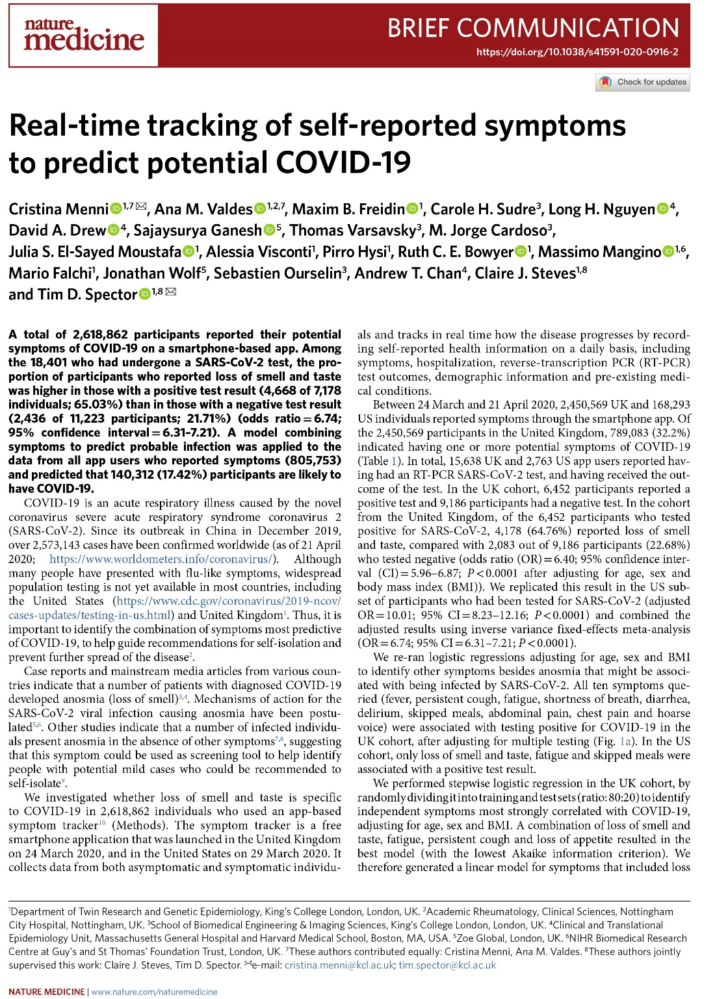 nature
medicine
BRIEF COMMUNICATION
https://doi.org/10.1038/s41591-020-0916-2
Check for updates
Real-time tracking of self-reported symptoms
to predict potential COVID-19
Cristina Menni 1,7 ✉, Ana M. Valdes 1,2,7, Maxim B. Freidin 1, Carole H. Sudre3, Long H. Nguyen 4,
David A. Drew 4, Sajaysurya Ganesh 5, Thomas Varsavsky3, M. Jorge Cardoso3,
Julia S. El-Sayed Moustafa 1, Alessia Visconti1, Pirro Hysi1, Ruth C. E. Bowyer 1, Massimo Mangino 1,6,
Mario Falchi1, Jonathan Wolf5, Sebastien Ourselin3, Andrew T. Chan4, Claire J. Steves1,8
and Tim D. Spector 1,8 ✉
A total of 2,618,862 participants reported their potential
symptoms of COVID-19 on a smartphone-based app. Among
the 18,401 who had undergone a SARS-CoV-2 test, the pro-
portion of participants who reported loss of smell and taste
was higher in those with a positive test result (4,668 of 7,178
individuals; 65.03%) than in those with a negative test result
(2,436 of 11,223 participants; 21.71%) (odds ratio = 6.74;
95% confidence interval = 6.31–7.21). A model combining
symptoms to predict probable infection was applied to the
data from all app users who reported symptoms (805,753)
and predicted that 140,312 (17.42%) participants are likely to
have COVID-19.
COVID-19 is an acute respiratory illness caused by the novel
coronavirus severe acute respiratory syndrome coronavirus 2
(SARS-CoV-2). Since its outbreak in China in December 2019,
over 2,573,143 cases have been confirmed worldwide (as of 21 April
2020; https://www.worldometers.info/coronavirus/). Although
many people have presented with flu-like symptoms, widespread
population testing is not yet available in most countries, including
the United States (https://www.cdc.gov/coronavirus/2019-ncov/
cases-updates/testing-in-us.html) and United Kingdom1. Thus, it is
important to identify the combination of symptoms most predictive
of COVID-19, to help guide recommendations for self-isolation and
prevent further spread of the disease2.
Case reports and mainstream media articles from various coun-
tries indicate that a number of patients with diagnosed COVID-19
developed anosmia (loss of smell)3,4. Mechanisms of action for the
SARS-CoV-2 viral infection causing anosmia have been postu-
lated5,6. Other studies indicate that a number of infected individu-
als present anosmia in the absence of other symptoms7,8, suggesting
that this symptom could be used as screening tool to help identify
people with potential mild cases who could be recommended to
self-isolate9.
We investigated whether loss of smell and taste is specific
to COVID-19 in 2,618,862 individuals who used an app-based
symptom tracker10 (Methods). The symptom tracker is a free
smartphone application that was launched in the United Kingdom
on 24 March 2020, and in the United States on 29 March 2020. It
collects data from both asymptomatic and symptomatic individu-
als and tracks in real time how the disease progresses by record-
ing self-reported health information on a daily basis, including
symptoms, hospitalization, reverse-transcription PCR (RT-PCR)
test outcomes, demographic information and pre-existing medi-
cal conditions.
Between 24 March and 21 April 2020, 2,450,569 UK and 168,293
US individuals reported symptoms through the smartphone app. Of
the 2,450,569 participants in the United Kingdom, 789,083 (32.2%)
indicated having one or more potential symptoms of COVID-19
(Table 1). In total, 15,638 UK and 2,763 US app users reported hav-
ing had an RT-PCR SARS-CoV-2 test, and having received the out-
come of the test. In the UK cohort, 6,452 participants reported a
positive test and 9,186 participants had a negative test. In the cohort
from the United Kingdom, of the 6,452 participants who tested
positive for SARS-CoV-2, 4,178 (64.76%) reported loss of smell
and taste, compared with 2,083 out of 9,186 participants (22.68%)
who tested negative (odds ratio (OR) = 6.40; 95% confidence inter-
val (CI) = 5.96–6.87; P < 0.0001 after adjusting for age, sex and
body mass index (BMI)). We replicated this result in the US sub-
set of participants who had been tested for SARS-CoV-2 (adjusted
OR = 10.01; 95% CI = 8.23–12.16; P < 0.0001) and combined the
adjusted results using inverse variance fixed-effects meta-analysis
(OR = 6.74; 95% CI = 6.31–7.21; P < 0.0001).
We re-ran logistic regressions adjusting for age, sex and BMI
to identify other symptoms besides anosmia that might be associ-
ated with being infected by SARS-CoV-2. All ten symptoms que-
ried (fever, persistent cough, fatigue, shortness of breath, diarrhea,
delirium, skipped meals, abdominal pain, chest pain and hoarse
voice) were associated with testing positive for COVID-19 in the
UK cohort, after adjusting for multiple testing (Fig. 1a). In the US
cohort, only loss of smell and taste, fatigue and skipped meals were
associated with a positive test result.
We performed stepwise logistic regression in the UK cohort, by
randomly dividing it into training and test sets (ratio: 80:20) to identify
independent symptoms most strongly correlated with COVID-19,
adjusting for age, sex and BMI. A combination of loss of smell and
taste, fatigue, persistent cough and loss of appetite resulted in the
best model (with the lowest Akaike information criterion). We
therefore generated a linear model for symptoms that included loss
1Department of Twin Research and Genetic Epidemiology, King's College London, London, UK. 2Academic Rheumatology, Clinical Sciences, Nottingham
City Hospital, Nottingham, UK. 3School of Biomedical Engineering & Imaging Sciences, King's College London, London, UK. 4Clinical and Translational
Epidemiology Unit, Massachusetts General Hospital and Harvard Medical School, Boston, MA, USA. 5Zoe Global, London, UK. 6NIHR Biomedical Research
Centre at Guy's and St Thomas' Foundation Trust, London, UK. 7These authors contributed equally: Cristina Menni, Ana M. Valdes. 8These authors jointly
supervised this work: Claire J. Steves, Tim D. Spector. ✉e-mail: cristina.menni@kcl.ac.uk; tim.spector@kcl.ac.uk
NATURE MEDICINE | www.nature.com/naturemedicine